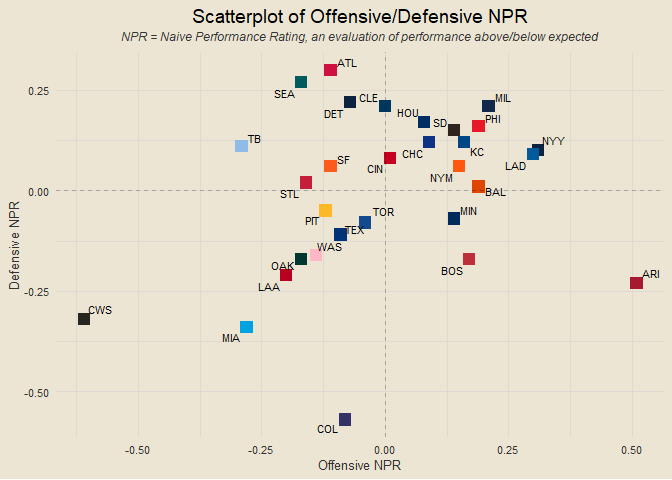 Scatterplot of Offensive/Defensive NPR
NPR = Naive Performance Rating, an evaluation of performance above/below expected
ATL
SEA
CLE
DET
MIL
HOU
PHI
SD
TB
NYY
KC
CHC
LAD
SF
CIN
NYM
STL
BAL
PIT
TOR
MIN
TEX
WAS
OAK
BOS
LAA
ARI
CWS
MIA
COL
0.25
0.00
-0.25
-0.50
Defensive NPR
-0.50
-0.25
0.00
0.25
0.50
Offensive NPR